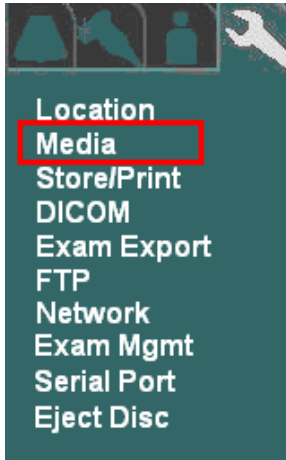 Location
Media
Store/Print
DICOM
Exam Export
FTP
Network
Exam Mgmt
Serial Port
Eject Disc